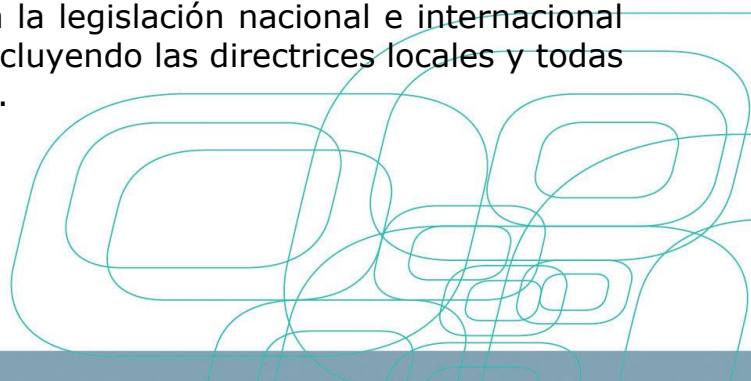 la legislación nacional e internacional
cluyendo las directrices locales y todas
.